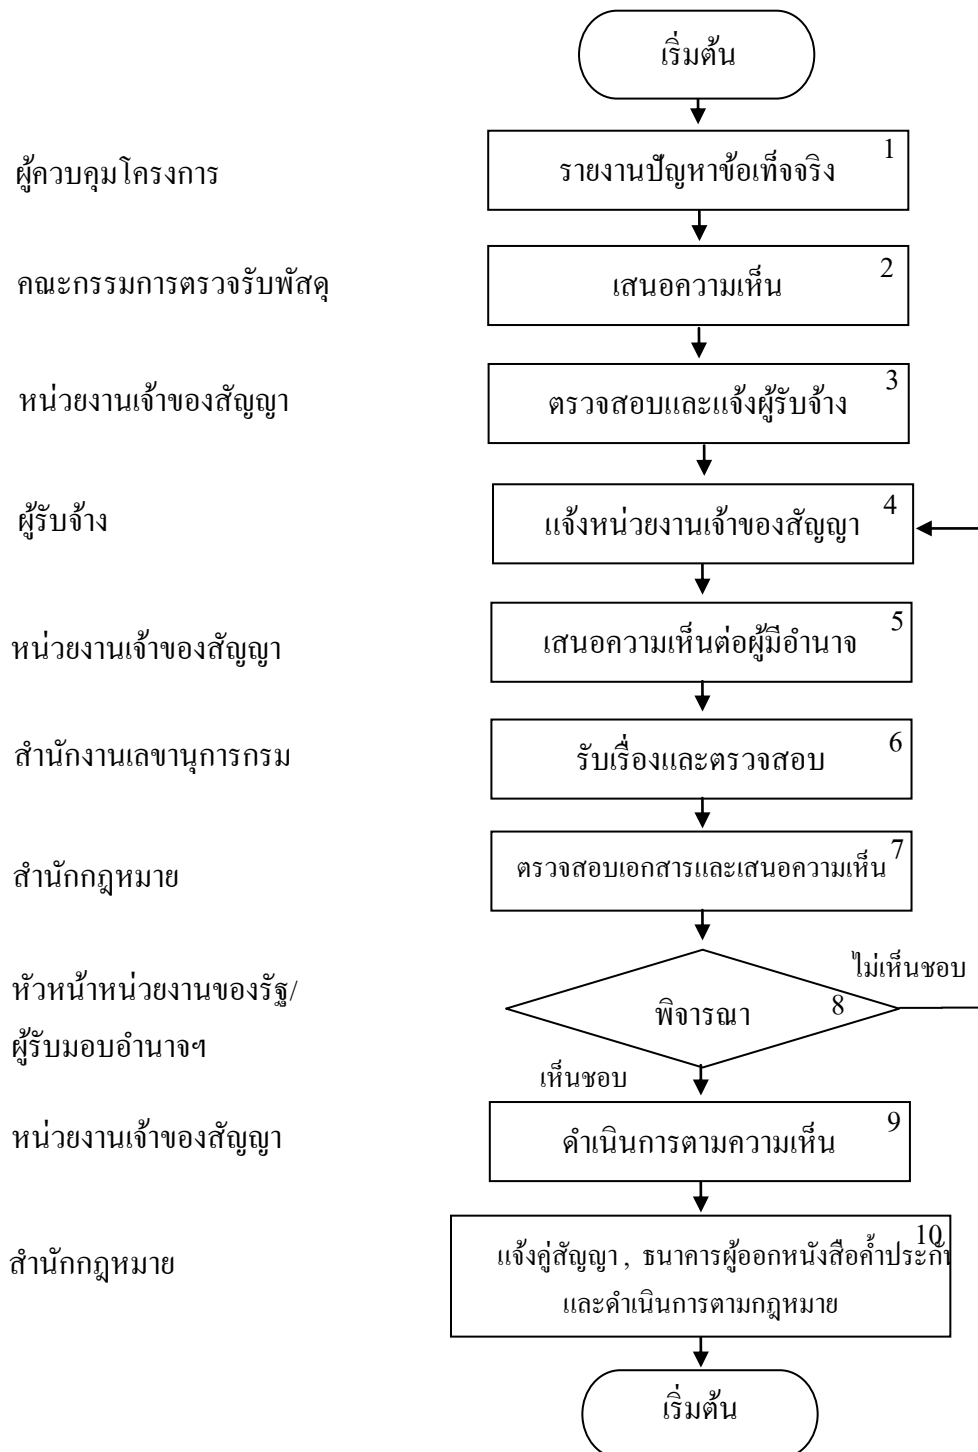 เริ่มต้น
ผู้ควบคุมโครงการ
รายงานปัญหาข้อเท็จจริง 1
คณะกรรมการตรวจรับพัสดุ
เสนอความเห็น 2
หน่วยงานเจ้าของสัญญา
ตรวจสอบและแจ้งผู้รับจ้าง 3
ผู้รับจ้าง
แจ้งหน่วยงานเจ้าของสัญญา 4
หน่วยงานเจ้าของสัญญา
เสนอความเห็นต่อผู้มีอำนาจ 5
สำนักงานเลขานุการกรม
รับเรื่องและตรวจสอบ 6
สำนักกฎหมาย
ตรวจสอบเอกสารและเสนอความเห็น 7
หัวหน้าหน่วยงานของรัฐ/
ผู้รับมอบอำนาจฯ
พิจารณา 8
ไม่เห็นชอบ
เห็นชอบ
หน่วยงานเจ้าของสัญญา
ดำเนินการตามความเห็น 9
สำนักกฎหมาย
10
แจ้งคู่สัญญา , ธนาคารผู้ออกหนังสือค้ำประกัน
และดำเนินการตามกฎหมาย
เริ่มต้น